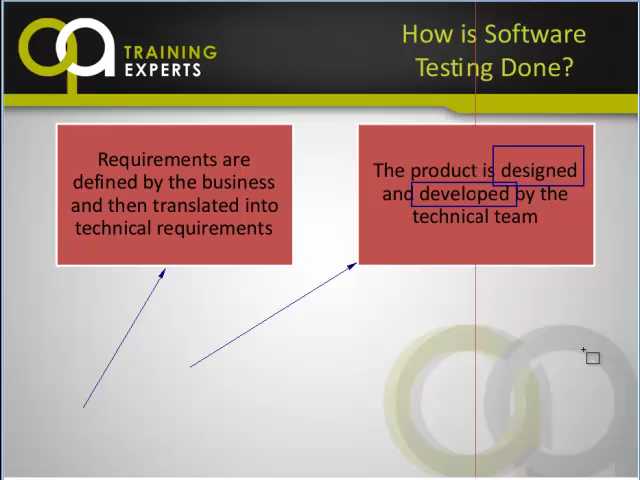 TRAINING
EXPERTS
How is Software
Testing Done?
Requirements are
defined by the business
and then translated into
technical requirements
The product is designed
and developed by the
technical team